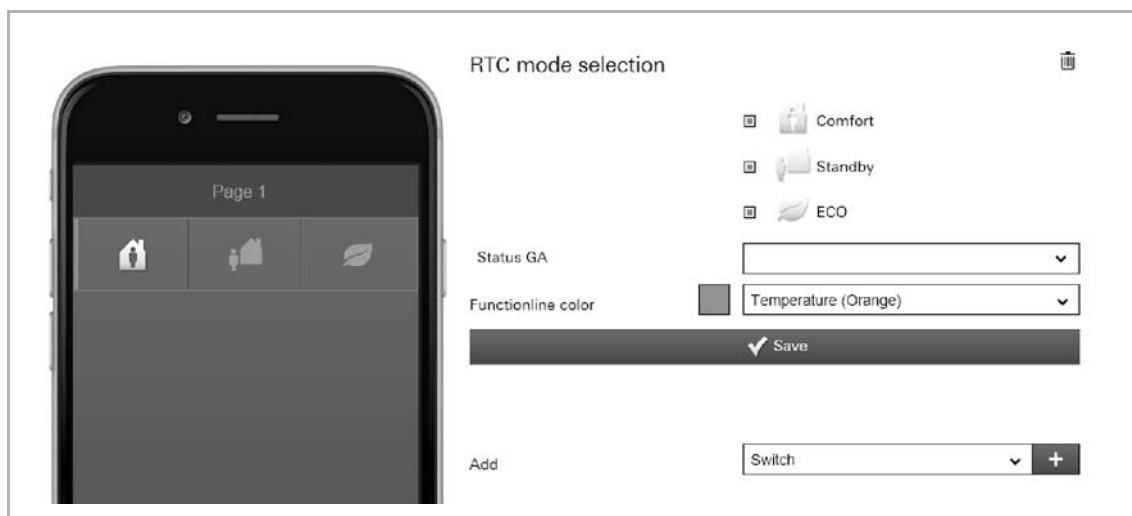 RTC mode selection
Comfort
Page 1
Standby
ECO
Status GA
Functionline color
Temperature (Orange)
Save
Add
Switch